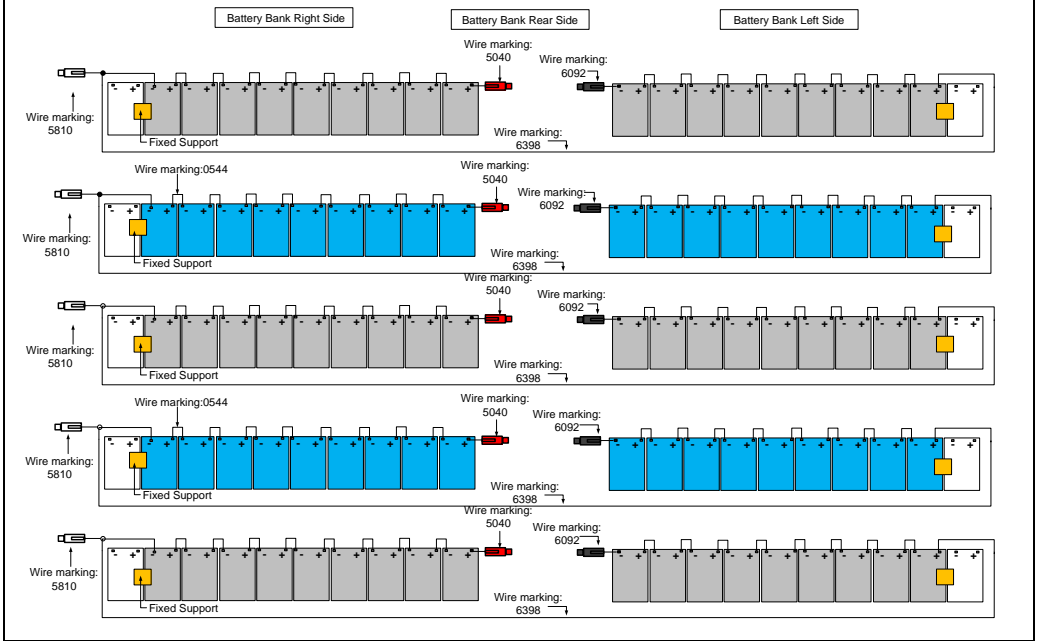 Battery Bank Right Side
Battery Bank Rear Side
Battery Bank Left Side
Wire marking:
5040
Wire marking:
6092
Wire marking:
5810
Fixed Support
Wire marking:
6398
Wire marking:0544
Wire marking:
5040
Wire marking:
6092
Wire marking:
5810
Fixed Support
Wire marking:
6398
Wire marking:
5040
Wire marking:
6092
Wire marking:
5810
Fixed Support
Wire marking:
6398
Wire marking:0544
Wire marking:
5040
Wire marking:
6092
Wire marking:
5810
Fixed Support
Wire marking:
6398
Wire marking:
5040
Wire marking:
6092
Wire marking:
5810
Fixed Support
Wire marking:
6398